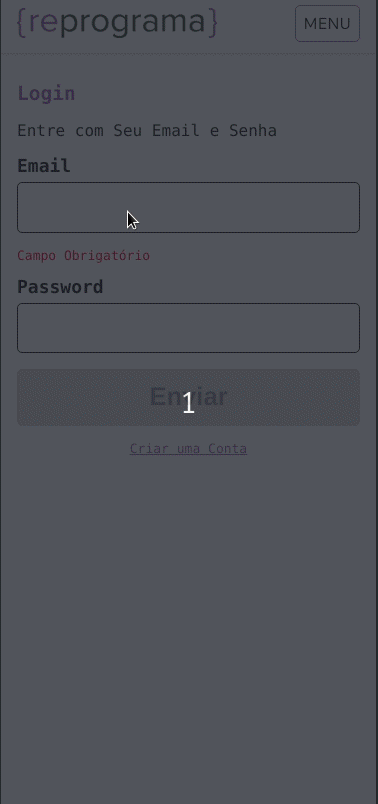 {reprograma}
MENU
Login
Entre com Seu Email e Senha
Email
Campo Obrigatório
Password
Enviar
1
Criar uma Conta